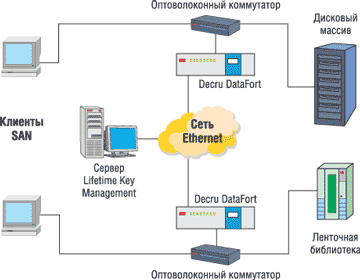 Оптоволоконный коммутатор
Дисковый
массив
Decru DataFort
Клиенты
SAN
Сеть
Ethernet
Сервер
Lifetime Key
Management
Decru DataFort
Ленточная
библиотека
Оптоволоконный коммутатор